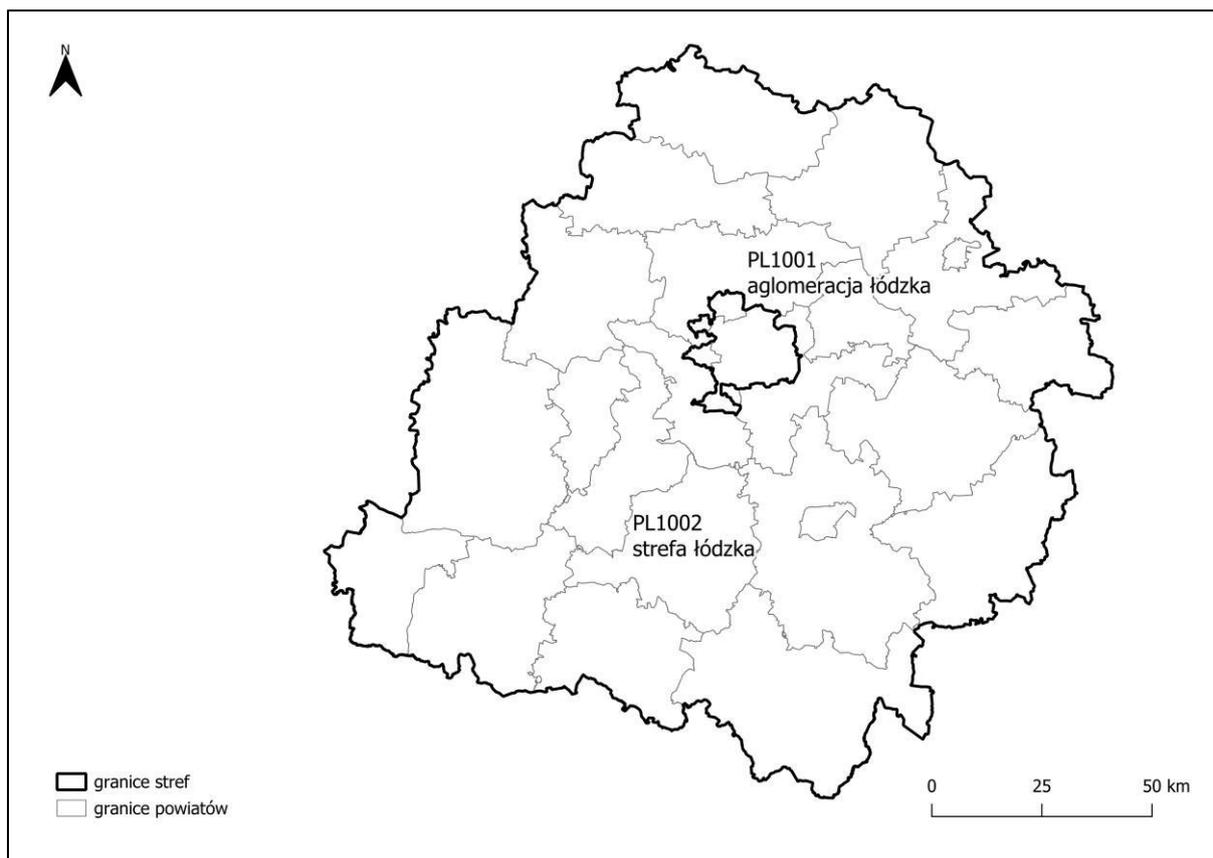 N
PL1001
aglomeracja łódzka
PL1002
strefa łódzka
granice stref
granice powiatów
0 25 50 km